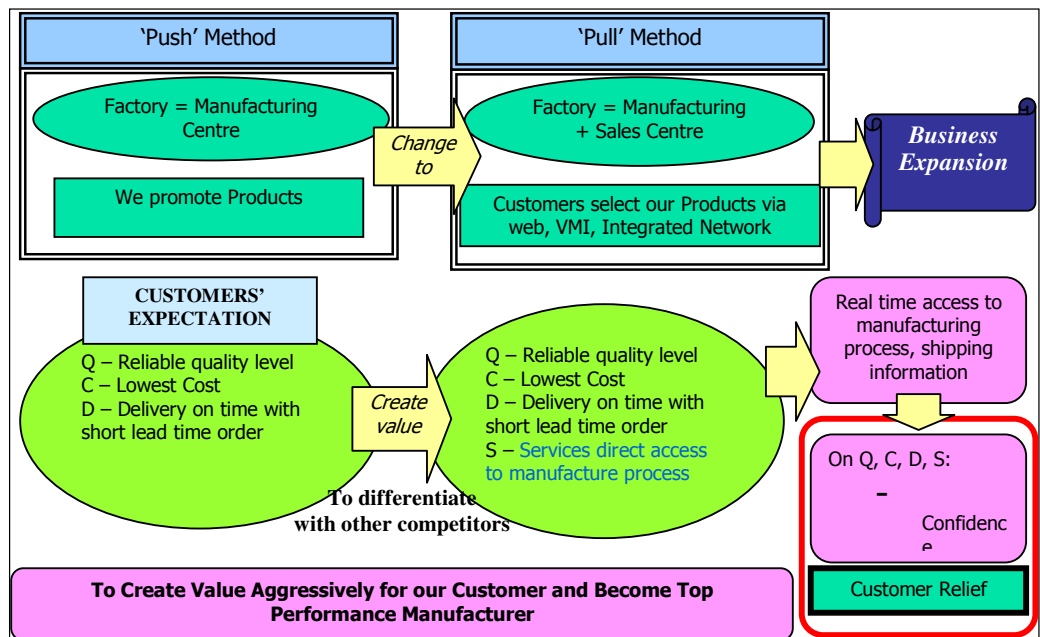 ‘Push’ Method
Factory = Manufacturing
Centre
We promote Products
Change
to
‘Pull’ Method
Factory = Manufacturing
+ Sales Centre
Customers select our Products via
web, VMI, Integrated Network
Business
Expansion
CUSTOMERS’
EXPECTATION
Q – Reliable quality level
C – Lowest Cost
D – Delivery on time with
short lead time order
Create
value
To differentiate
with other competitors
Q – Reliable quality level
C – Lowest Cost
D – Delivery on time with
short lead time order
S – Services direct access
to manufacture process
Real time access to
manufacturing
process, shipping
information
On Q, C, D, S:
–
Confidenc
e
Customer Relief
To Create Value Aggressively for our Customer and Become Top
Performance Manufacturer